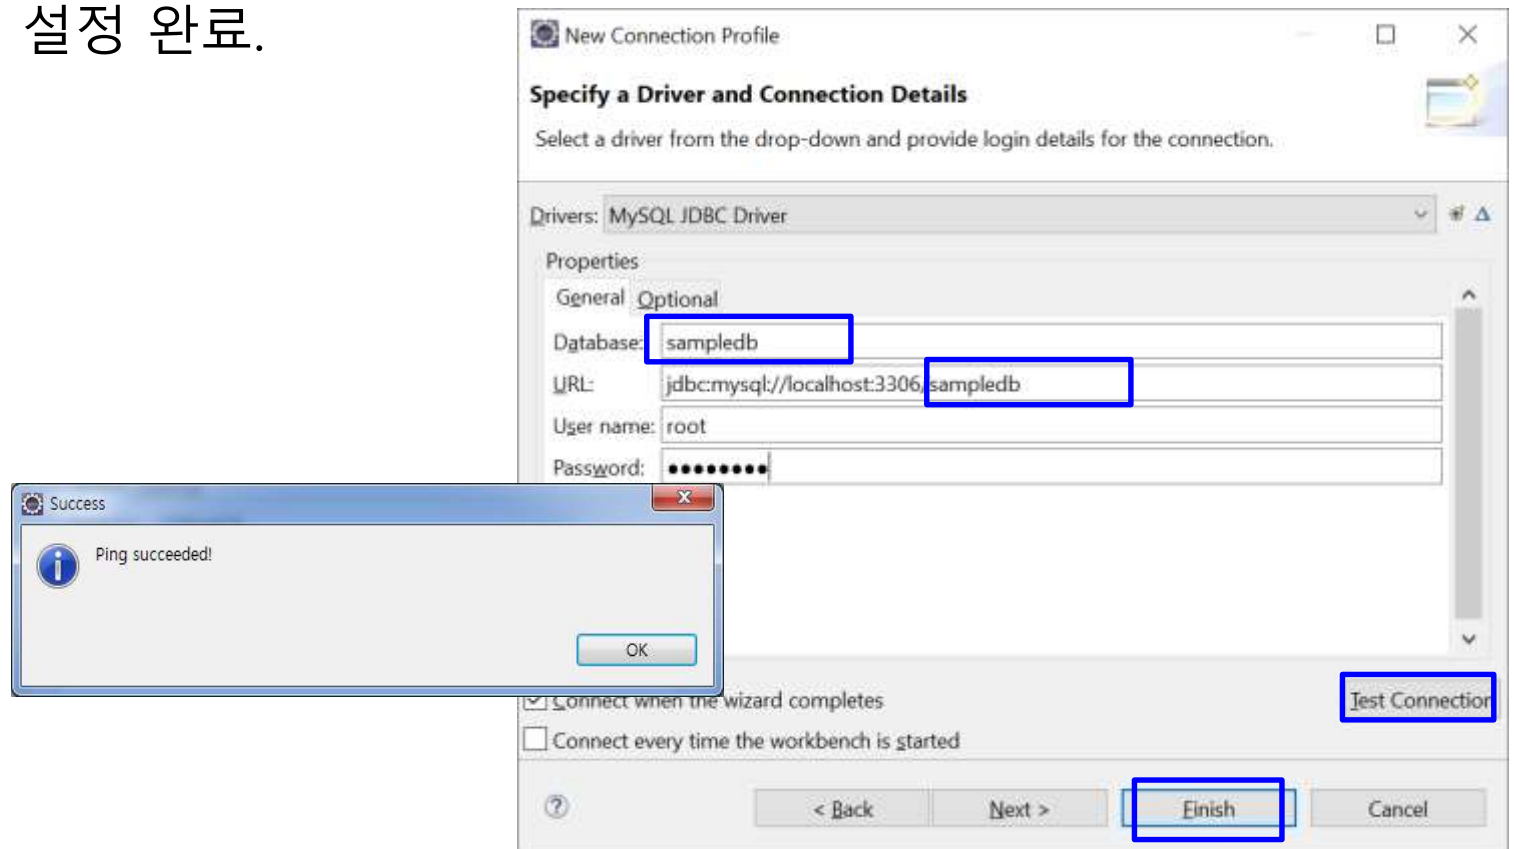 설정 완료.
New Connection Profile
Specify a Driver and Connection Details
Select a driver from the drop-down and provide login details for the connection.
Drivers: MySQL JDBC Driver
Properties
General Optional
Database: sampledb
URL: jdbc:mysql://localhost:3306/sampledb
User name: root
Password: ●●●●●●●●
Success
Ping succeeded!
OK
Connect when the wizard completes
Test Connection
Connect every time the workbench is started
< Back Next > Finish Cancel